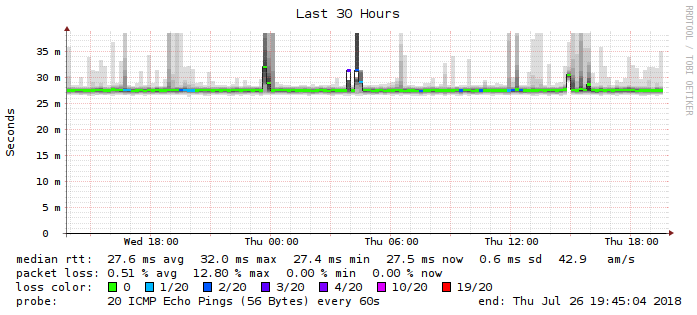 Last 30 Hours
RRDTOOL / TOBI OETIKER
Seconds
35 m
30 m
25 m
20 m
15 m
10 m
5 m
0
Wed 18:00 Thu 00:00 Thu 06:00 Thu 12:00 Thu 18:00
median rtt: 27.6 ms avg 32.0 ms max 27.4 ms min 27.5 ms now 0.6 ms sd 42.9 am/s
packet loss: 0.51 % avg 12.80 % max 0.00 % min 0.00 % now
loss color: 0 1/20 2/20 3/20 4/20 10/20 19/20
probe: 20 ICMP Echo Pings (56 Bytes) every 60s end: Thu Jul 26 19:45:04 2018